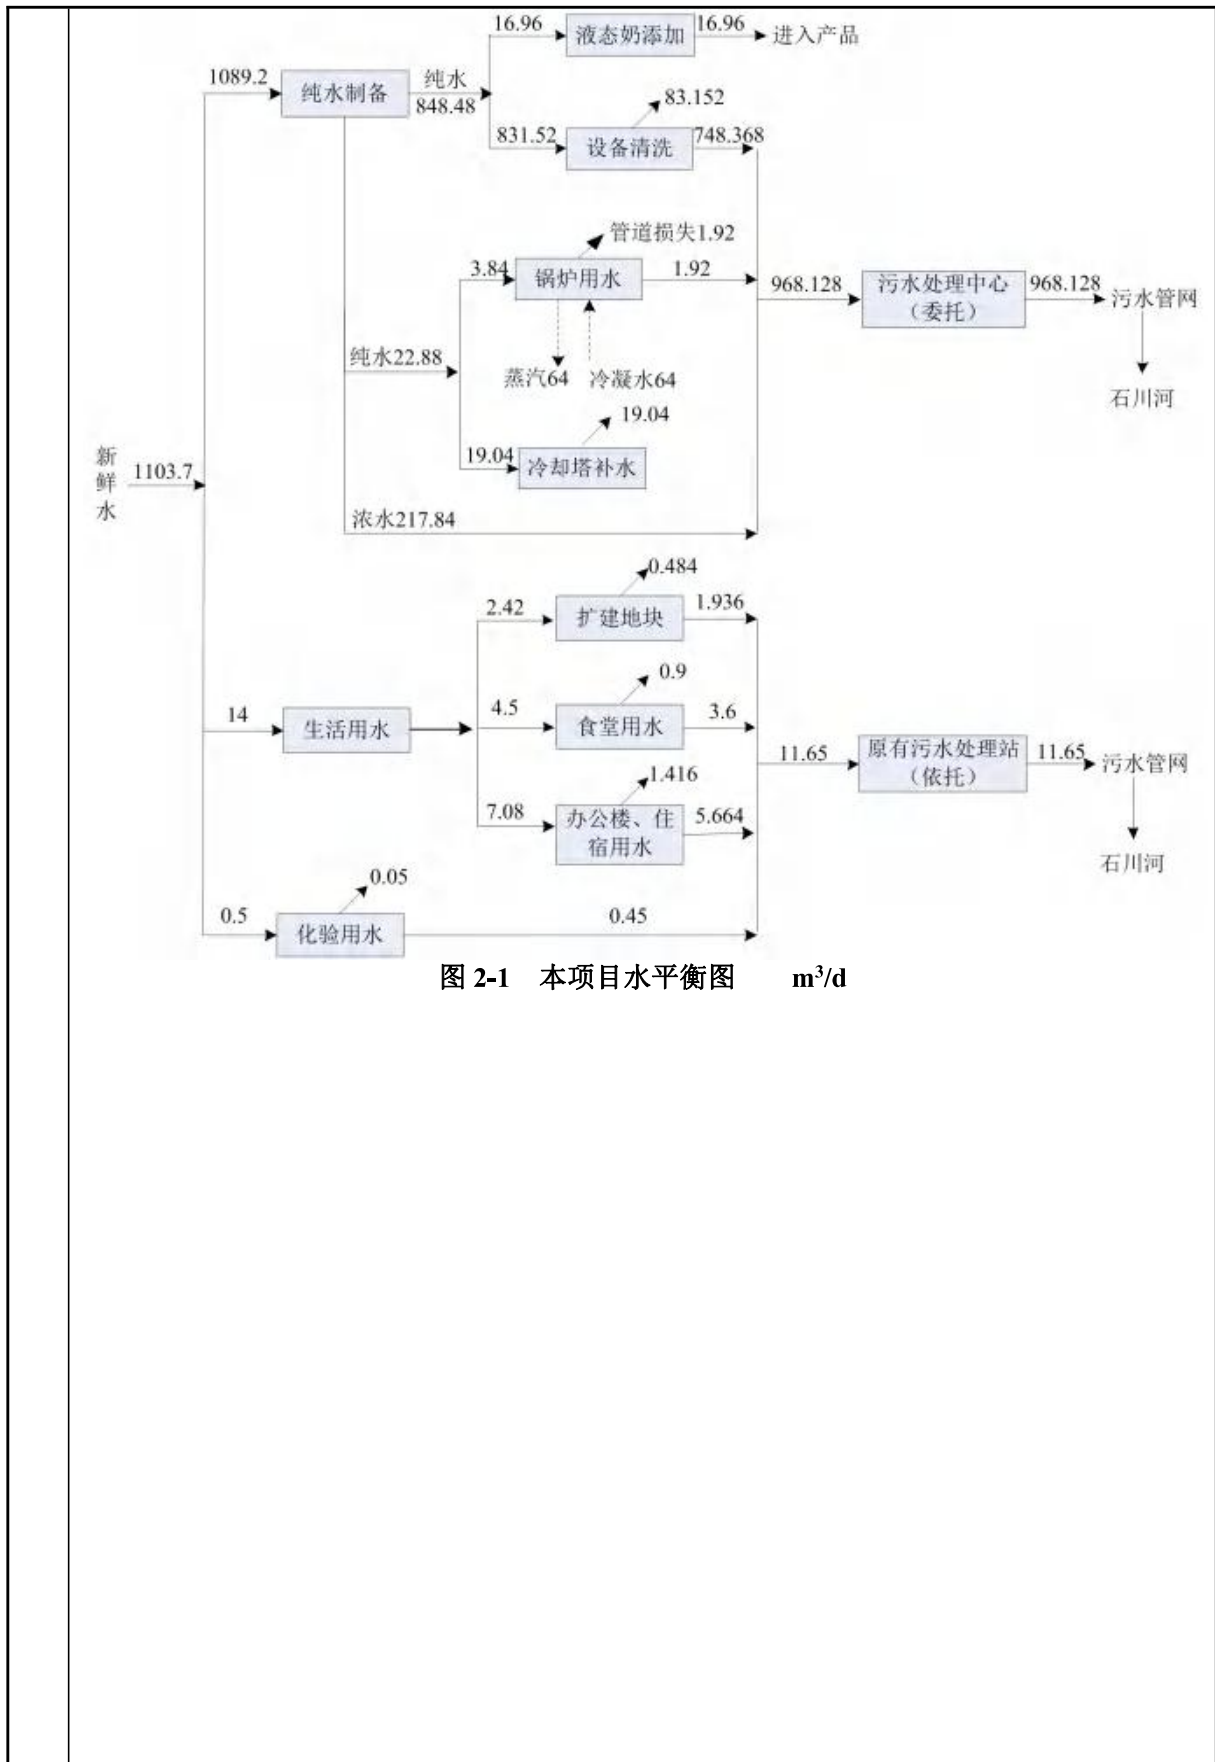 16.96
液态奶添加
16.96
进入产品
1089.2
纯水制备
纯水
848.48
83.152
831.52
设备清洗
748.368
管道损失1.92
3.84
锅炉用水
1.92
968.128
污水处理中心
（委托）
968.128
污水管网
纯水22.88
蒸汽64
冷凝水64
石川河
19.04
19.04
冷却塔补水
新
鲜
水
1103.7
浓水217.84
0.484
2.42
扩建地块
1.936
0.9
14
生活用水
4.5
食堂用水
3.6
11.65
原有污水处理站
（依托）
11.65
污水管网
1.416
7.08
办公楼、住
宿用水
5.664
石川河
0.05
0.5
化验用水
0.45
图 2-1 本项目水平衡图 m³/d